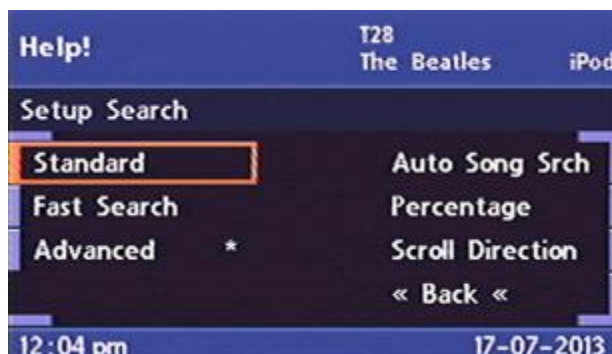 Help!
T28
The Beatles
iPod
Setup Search
Standard
Auto Song Srch
Fast Search
Percentage
Advanced *
Scroll Direction
« Back «
12:04 pm
17-07-2013